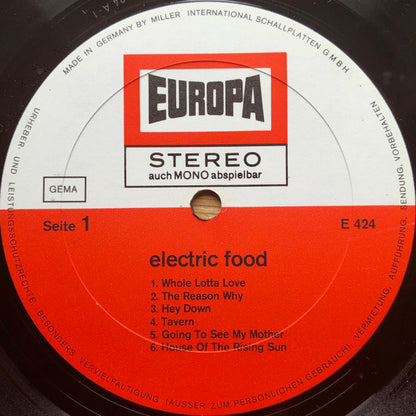 MADE IN GERMANY BY MILLER INTERNATIONAL SCHALLPLATTEN GMBH
EUROPA
STEREO
auch MONO abspielbar
GEMA
Seite 1
E 424
electric food
1. Whole Lotta Love
2. The Reason Why
3. Hey Down
4. Tavern
5. Going To See My Mother
6. House Of The Rising Sun
URHEBER- UND LEISTUNGSSCHUTZRECHTE, BESONDERS VERVIELFÄLTIGUNG (AUSSER ZUM PERSÖNLICHEN GEBRAUCH), VERMIETUNG, AUFFÜHRUNG, SENDUNG, VORBEHALTEN